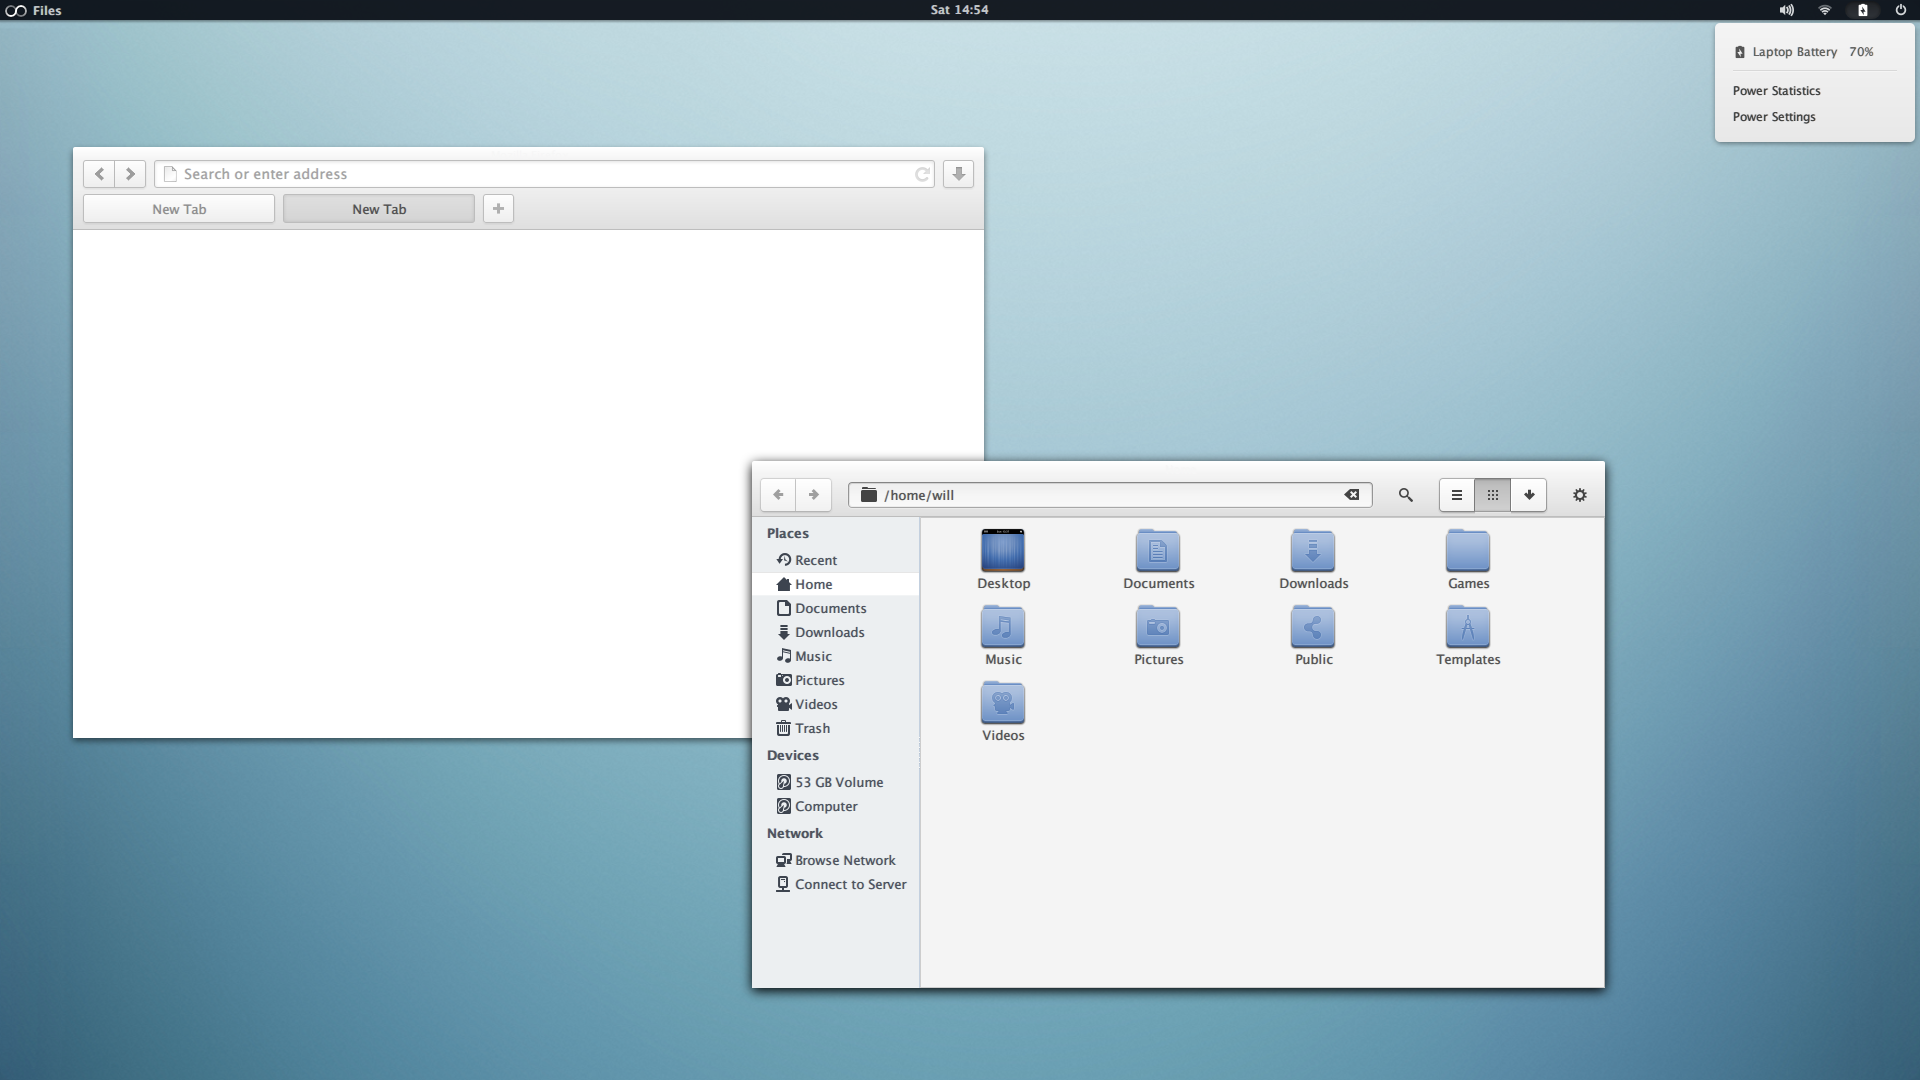 Files
Sat 14:54
Laptop Battery 70%
Power Statistics
Power Settings
Search or enter address
New Tab
New Tab
/home/will
Places
Recent
Home
Documents
Downloads
Music
Pictures
Videos
Trash
Devices
53 GB Volume
Computer
Network
Browse Network
Connect to Server
Desktop
Documents
Downloads
Games
Music
Pictures
Public
Templates
Videos